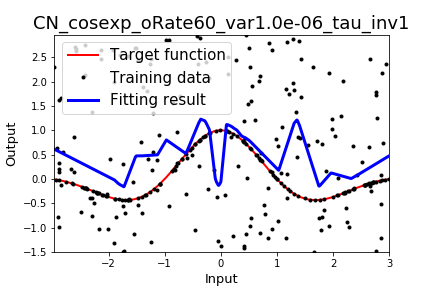 CN_cosexp_oRate60_var1.0e-06_tau_inv1
Target function
Training data
Fitting result
Output
2.5
2.0
1.5
1.0
0.5
0.0
−0.5
−1.0
−1.5
−2
−1
0
1
2
3
Input